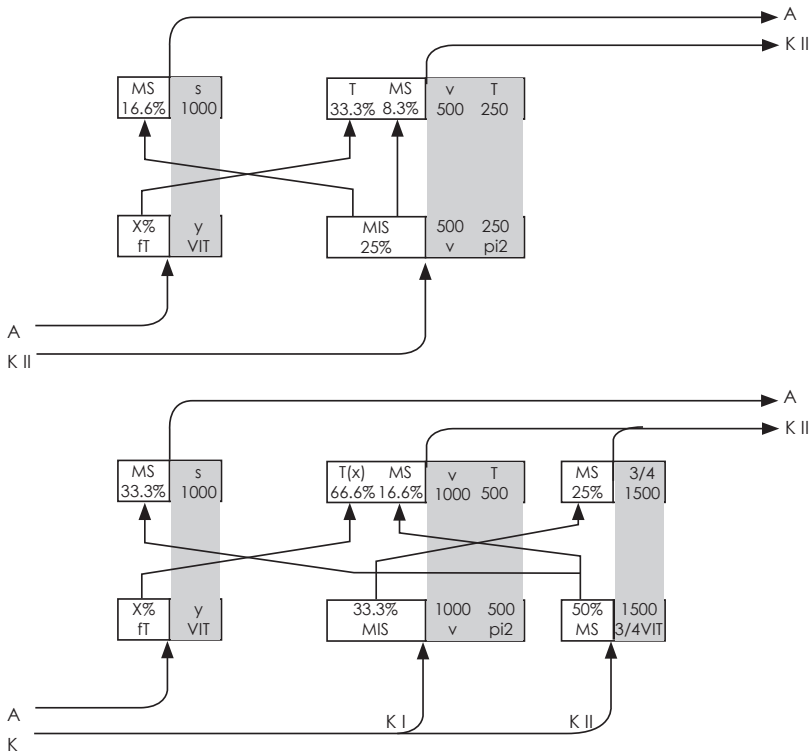 A
K II
MS s T MS v T
16.6% 1000 33.3% 8.3% 500 250
X% y MIS 500 250
fT VIT 25% v pi2
A
K II
A
K II
MS s T(x) MS v T MS 3/4
33.3% 1000 66.6% 16.6% 1000 500 25% 1500
X% y 33.3% 1000 500 50% 1500
fT VIT MIS v pi2 MS 3/4VIT
A K I K II
K